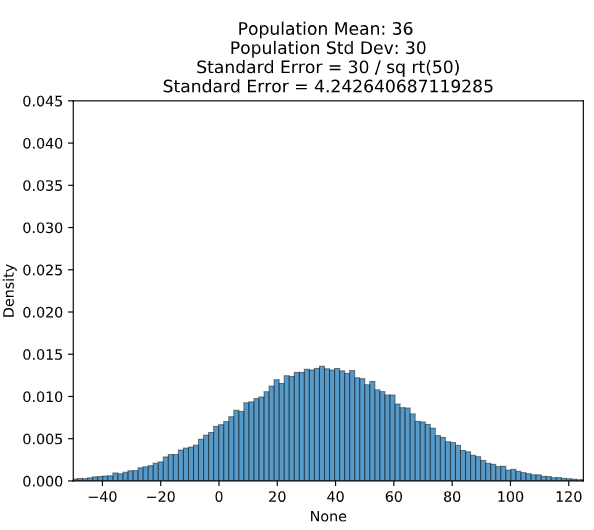 Population Mean: 36
Population Std Dev: 30
Standard Error = 30 / sq rt(50)
Standard Error = 4.242640687119285
0.045
0.040
0.035
0.030
0.025
0.020
0.015
0.010
0.005
0.000
Density
−40 −20 0 20 40 60 80 100 120
None